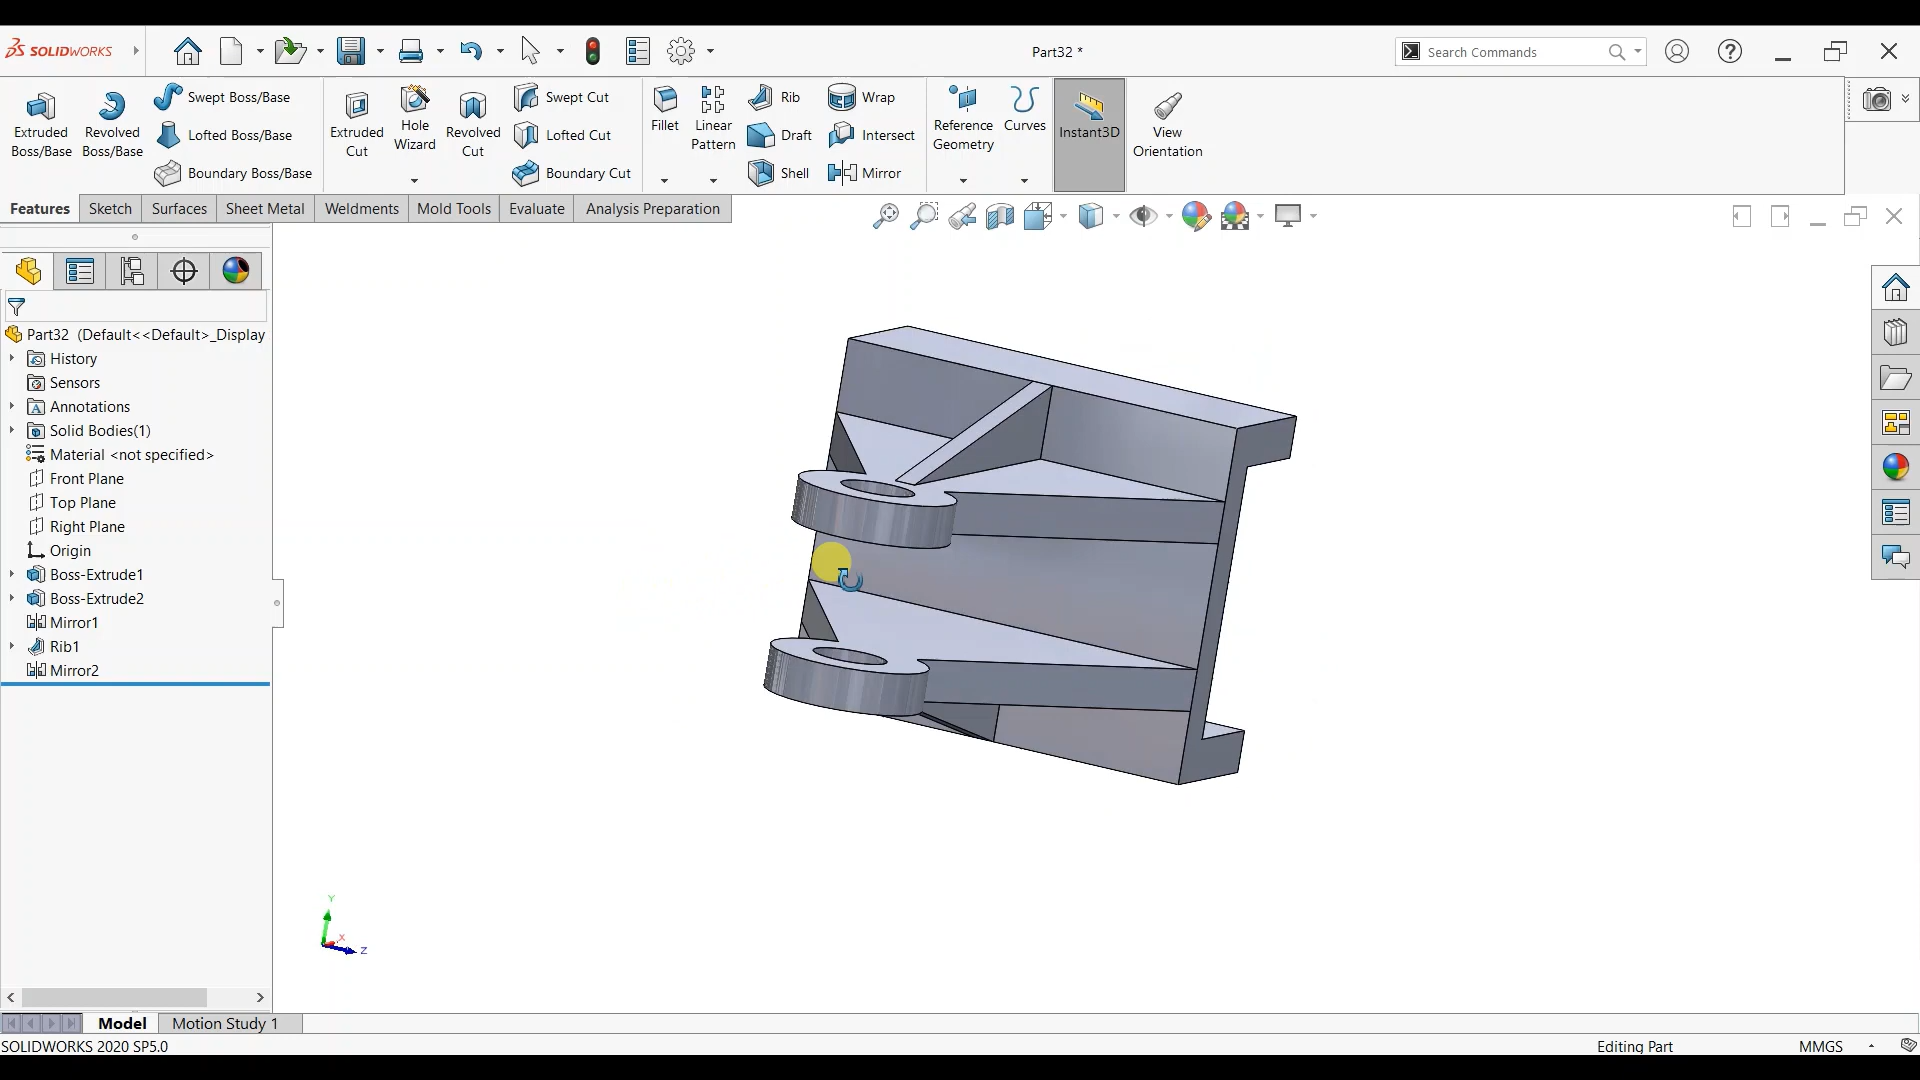 SOLIDWORKS
Part32 *
Search Commands
Extruded Boss/Base
Revolved Boss/Base
Swept Boss/Base
Lofted Boss/Base
Boundary Boss/Base
Extruded Cut
Hole Wizard
Revolved Cut
Swept Cut
Lofted Cut
Boundary Cut
Fillet
Linear Pattern
Rib
Draft
Shell
Wrap
Intersect
Mirror
Reference Geometry
Curves
Instant3D
View Orientation
Features Sketch Surfaces Sheet Metal Weldments Mold Tools Evaluate Analysis Preparation
Part32 (Default<<Default>_Display
History
Sensors
Annotations
Solid Bodies(1)
Material <not specified>
Front Plane
Top Plane
Right Plane
Origin
Boss-Extrude1
Boss-Extrude2
Mirror1
Rib1
Mirror2
Y
X
Z
Model Motion Study 1
SOLIDWORKS 2020 SP5.0
Editing Part
MMGS